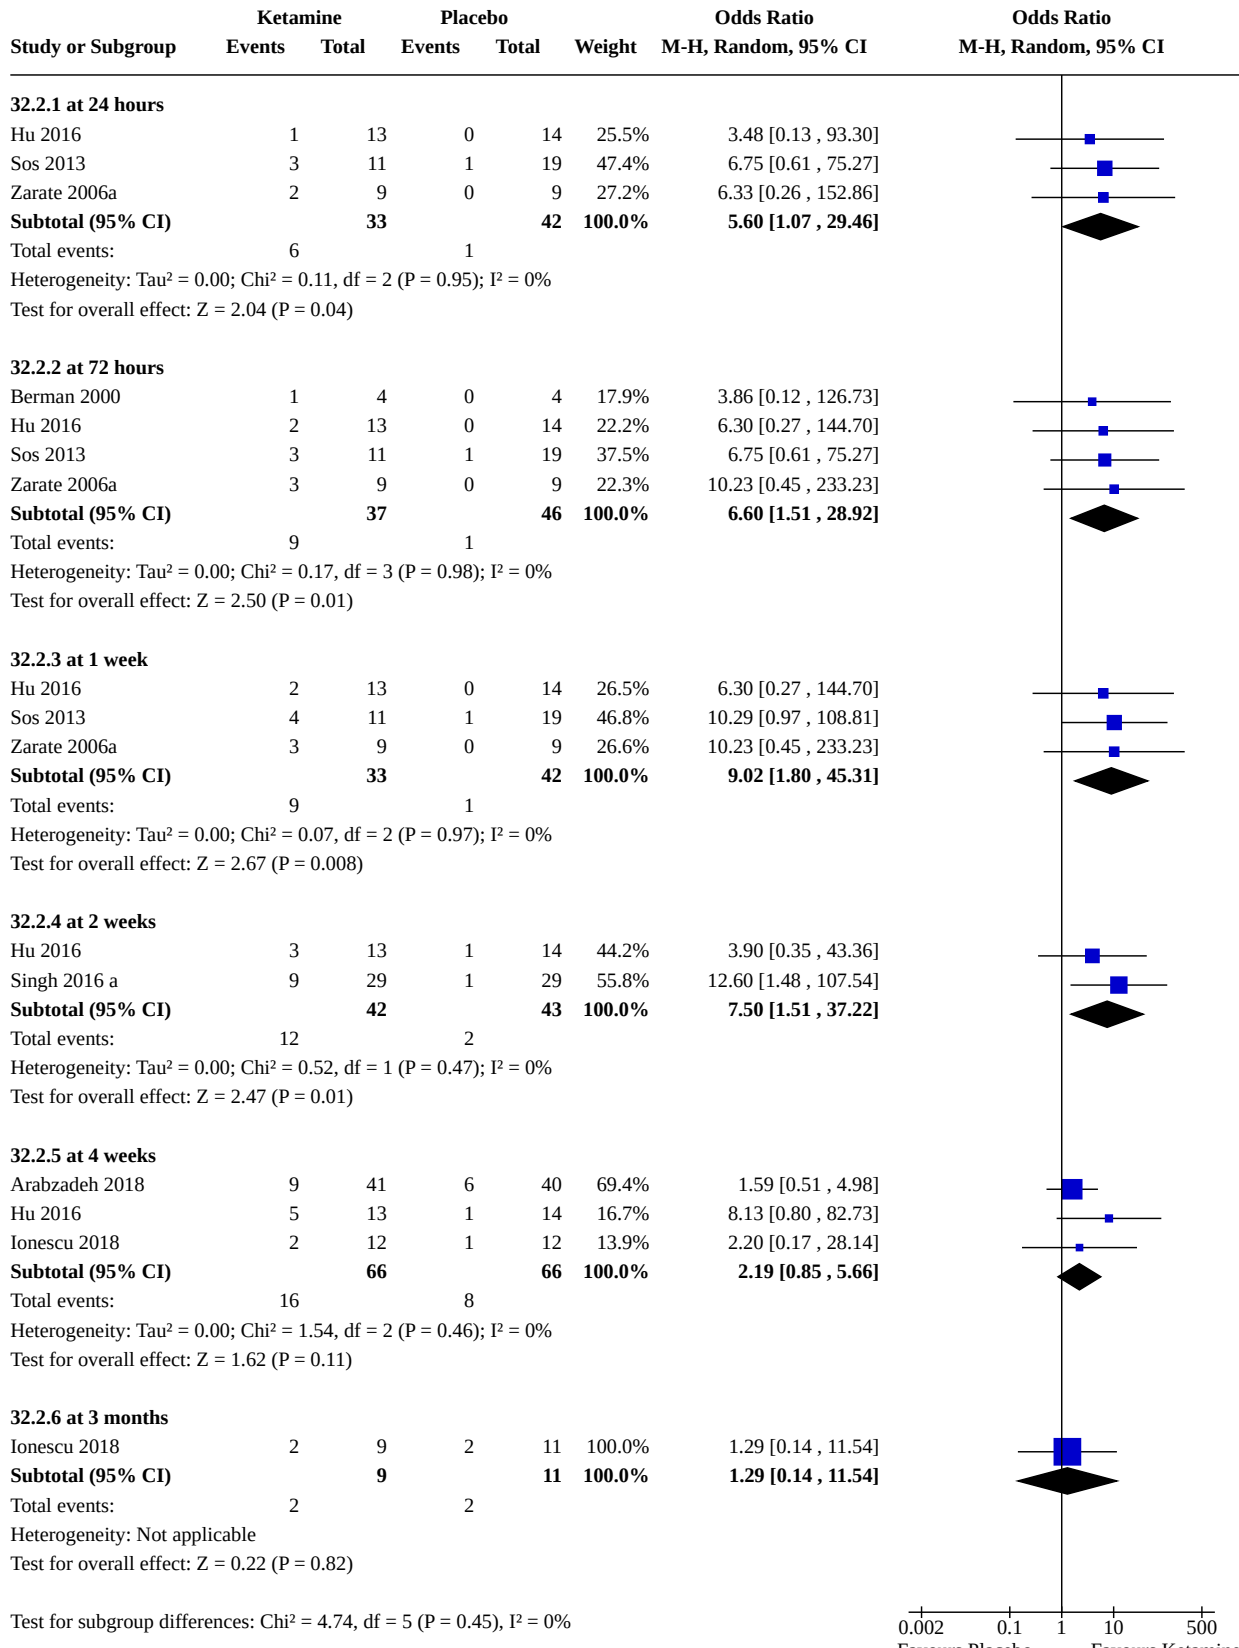 Ketamine Placebo Odds Ratio Odds Ratio
Study or Subgroup Events Total Events Total Weight M-H, Random, 95% CI M-H, Random, 95% CI
32.2.1 at 24 hours
Hu 2016 1 13 0 14 25.5% 3.48 [0.13 , 93.30]
Sos 2013 3 11 1 19 47.4% 6.75 [0.61 , 75.27]
Zarate 2006a 2 9 0 9 27.2% 6.33 [0.26 , 152.86]
Subtotal (95% CI) 33 42 100.0% 5.60 [1.07 , 29.46]
Total events: 6 1
Heterogeneity: Tau² = 0.00; Chi² = 0.11, df = 2 (P = 0.95); I² = 0%
Test for overall effect: Z = 2.04 (P = 0.04)
32.2.2 at 72 hours
Berman 2000 1 4 0 4 17.9% 3.86 [0.12 , 126.73]
Hu 2016 2 13 0 14 22.2% 6.30 [0.27 , 144.70]
Sos 2013 3 11 1 19 37.5% 6.75 [0.61 , 75.27]
Zarate 2006a 3 9 0 9 22.3% 10.23 [0.45 , 233.23]
Subtotal (95% CI) 37 46 100.0% 6.60 [1.51 , 28.92]
Total events: 9 1
Heterogeneity: Tau² = 0.00; Chi² = 0.17, df = 3 (P = 0.98); I² = 0%
Test for overall effect: Z = 2.50 (P = 0.01)
32.2.3 at 1 week
Hu 2016 2 13 0 14 26.5% 6.30 [0.27 , 144.70]
Sos 2013 4 11 1 19 46.8% 10.29 [0.97 , 108.81]
Zarate 2006a 3 9 0 9 26.6% 10.23 [0.45 , 233.23]
Subtotal (95% CI) 33 42 100.0% 9.02 [1.80 , 45.31]
Total events: 9 1
Heterogeneity: Tau² = 0.00; Chi² = 0.07, df = 2 (P = 0.97); I² = 0%
Test for overall effect: Z = 2.67 (P = 0.008)
32.2.4 at 2 weeks
Hu 2016 3 13 1 14 44.2% 3.90 [0.35 , 43.36]
Singh 2016 a 9 29 1 29 55.8% 12.60 [1.48 , 107.54]
Subtotal (95% CI) 42 43 100.0% 7.50 [1.51 , 37.22]
Total events: 12 2
Heterogeneity: Tau² = 0.00; Chi² = 0.52, df = 1 (P = 0.47); I² = 0%
Test for overall effect: Z = 2.47 (P = 0.01)
32.2.5 at 4 weeks
Arabzadeh 2018 9 41 6 40 69.4% 1.59 [0.51 , 4.98]
Hu 2016 5 13 1 14 16.7% 8.13 [0.80 , 82.73]
Ionescu 2018 2 12 1 12 13.9% 2.20 [0.17 , 28.14]
Subtotal (95% CI) 66 66 100.0% 2.19 [0.85 , 5.66]
Total events: 16 8
Heterogeneity: Tau² = 0.00; Chi² = 1.54, df = 2 (P = 0.46); I² = 0%
Test for overall effect: Z = 1.62 (P = 0.11)
32.2.6 at 3 months
Ionescu 2018 2 9 2 11 100.0% 1.29 [0.14 , 11.54]
Subtotal (95% CI) 9 11 100.0% 1.29 [0.14 , 11.54]
Total events: 2 2
Heterogeneity: Not applicable
Test for overall effect: Z = 0.22 (P = 0.82)
Test for subgroup differences: Chi² = 4.74, df = 5 (P = 0.45), I² = 0%
0.002 0.1 1 10 500
Favours Placebo Favours Ketamine